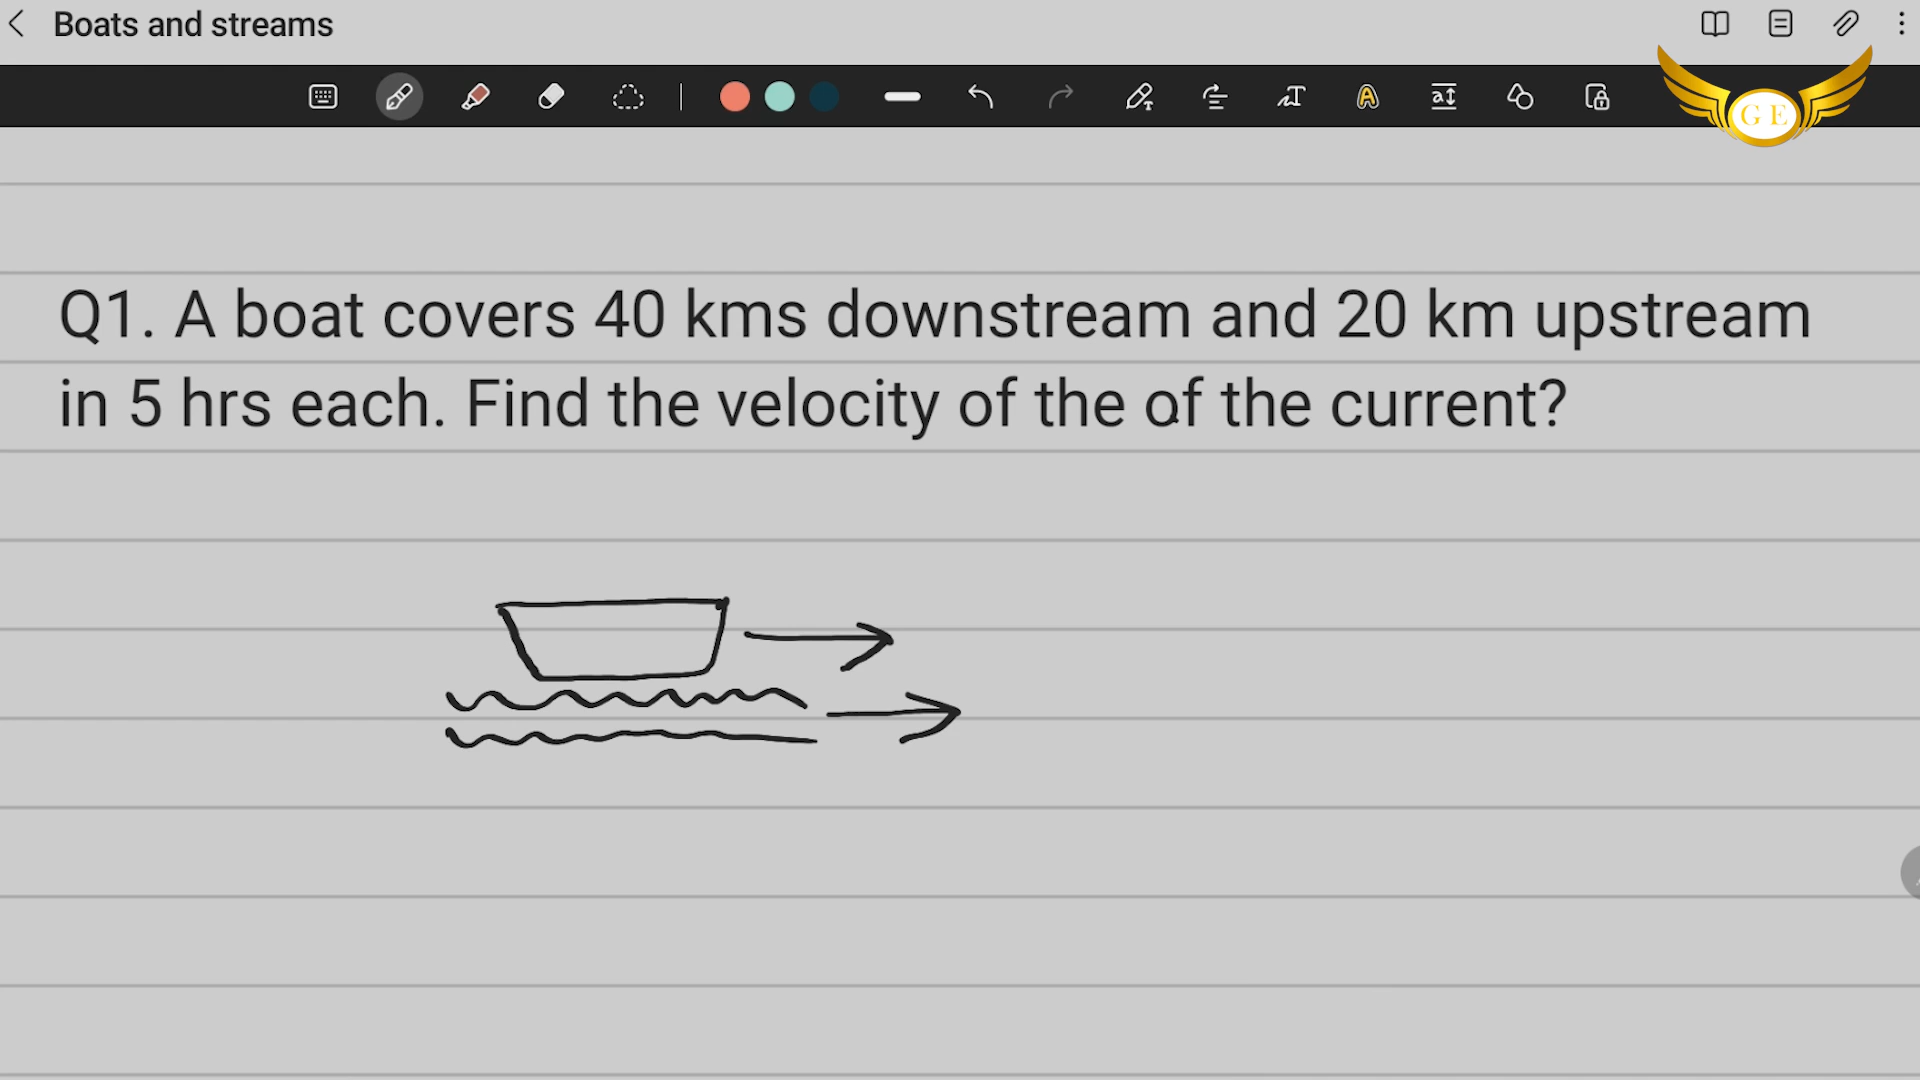 Boats and streams
G E
Q1. A boat covers 40 kms downstream and 20 km upstream
in 5 hrs each. Find the velocity of the of the current?